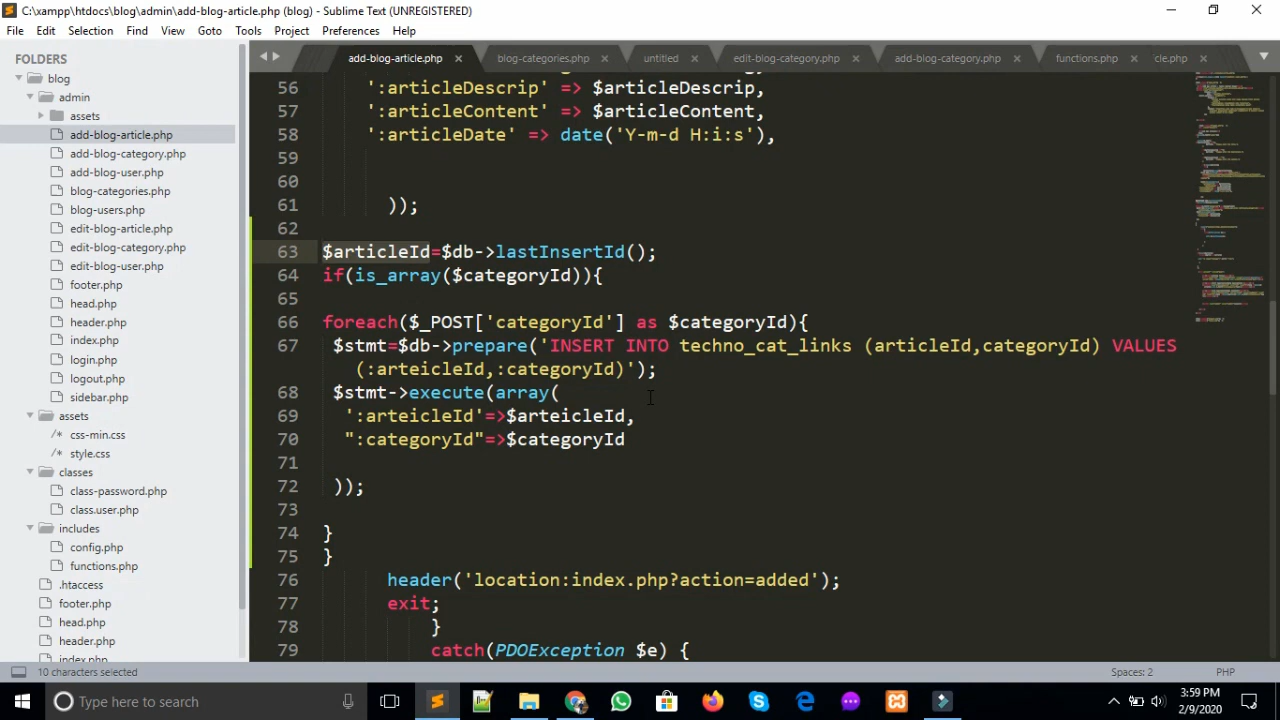 C:\xampp\htdocs\blog\admin\add-blog-article.php (blog) - Sublime Text (UNREGISTERED)
File Edit Selection Find View Goto Tools Project Preferences Help
FOLDERS
blog
admin
assets
add-blog-article.php
add-blog-category.php
add-blog-user.php
blog-categories.php
blog-users.php
edit-blog-article.php
edit-blog-category.php
edit-blog-user.php
footer.php
head.php
header.php
index.php
login.php
logout.php
sidebar.php
assets
/* css-min.css
/* style.css
classes
class-password.php
class.user.php
includes
config.php
functions.php
.htaccess
footer.php
head.php
header.php
index.php
add-blog-article.php × blog-categories.php × untitled × edit-category.php × add-category.php × functions.php × cle.php ×
56 ':articleDescrip' => $articleDescrip,
57 ':articleContent' => $articleContent,
58 ':articleDate' => date('Y-m-d H:i:s'),
59
60
61 ));
62
63 $articleId=$db->lastInsertId();
64 if(is_array($categoryId)){
65
66 foreach($_POST['categoryId'] as $categoryId){
67 $stmt=$db->prepare('INSERT INTO techno_cat_links (articleId,categoryId) VALUES
(:arteicleId,:categoryId)');
68 $stmt->execute(array(
69 ':arteicleId'=>$arteicleId,
70 ":categoryId"=>$categoryId
71
72 ));
73
74 }
75 }
76 header('location:index.php?action=added');
77 exit;
78 }
79 catch(PDOException $e) {
10 characters selected Spaces: 2 PHP
Type here to search
3:59 PM
2/9/2020